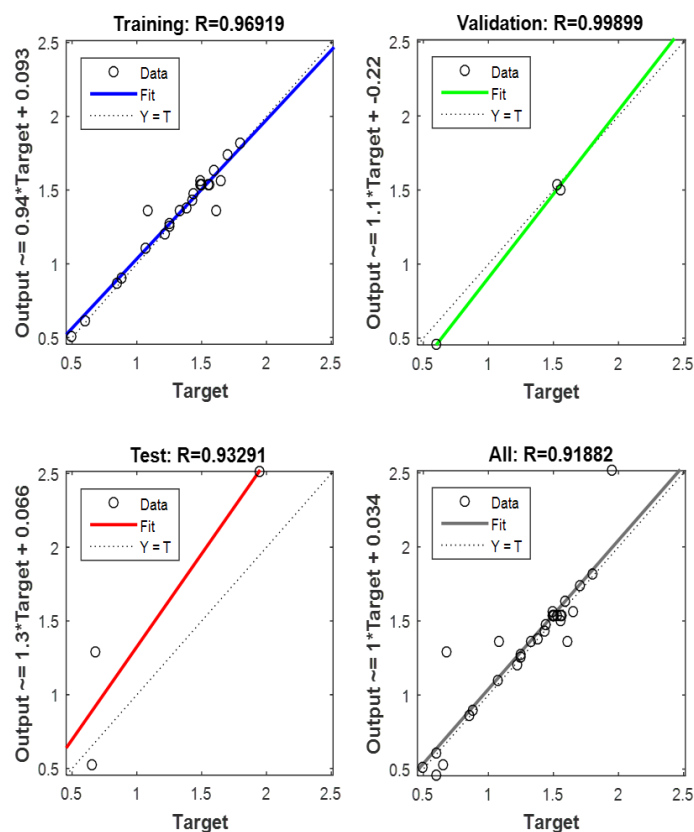 Training: R=0.96919
Output ~= 0.94*Target + 0.093
2.5
2
1.5
1
0.5
Data
Fit
Y = T
0.5
1
1.5
2
2.5
Target
Validation: R=0.99899
Output ~= 1.1*Target + -0.22
2.5
2
1.5
1
0.5
Data
Fit
Y = T
0.5
1
1.5
2
2.5
Target
Test: R=0.93291
Output ~= 1.3*Target + 0.066
2.5
2
1.5
1
0.5
Data
Fit
Y = T
0.5
1
1.5
2
2.5
Target
All: R=0.91882
Output ~= 1*Target + 0.034
2.5
2
1.5
1
0.5
Data
Fit
Y = T
0.5
1
1.5
2
2.5
Target